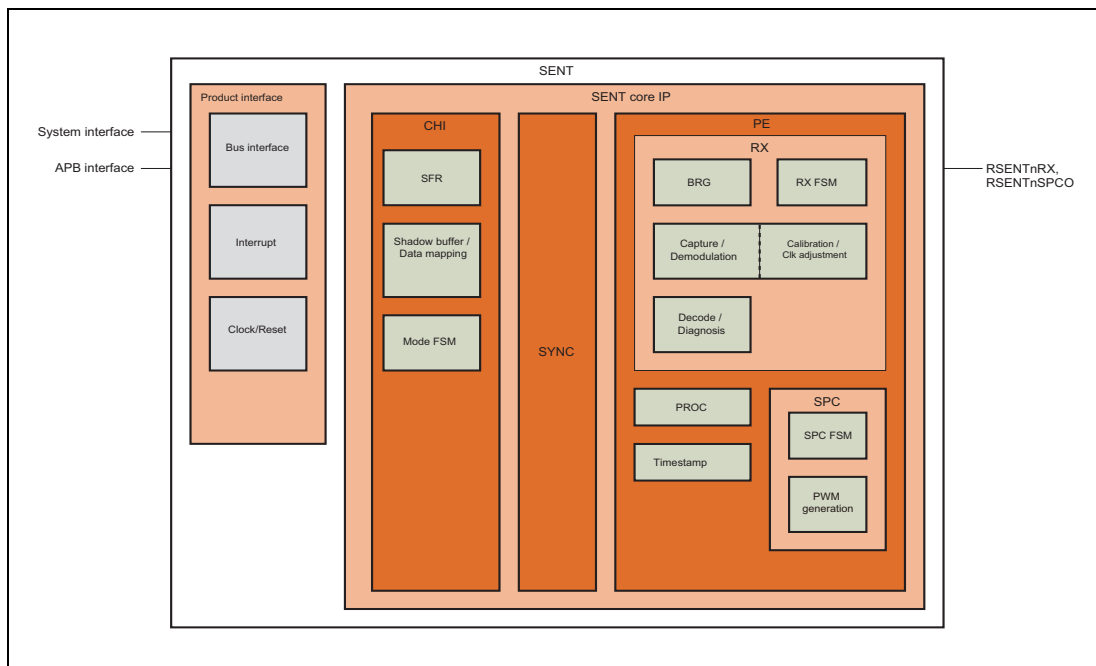 SENT
Product interface
SENT core IP
CHI
PE
RX
System interface
APB interface
Bus interface
Interrupt
Clock/Reset
SFR
Shadow buffer /
Data mapping
Mode FSM
SYNC
BRG
RX FSM
Capture /
Demodulation
Calibration /
Clk adjustment
Decode /
Diagnosis
PROC
Timestamp
SPC
SPC FSM
PWM
generation
RSENTnRX,
RSENTnSPCO